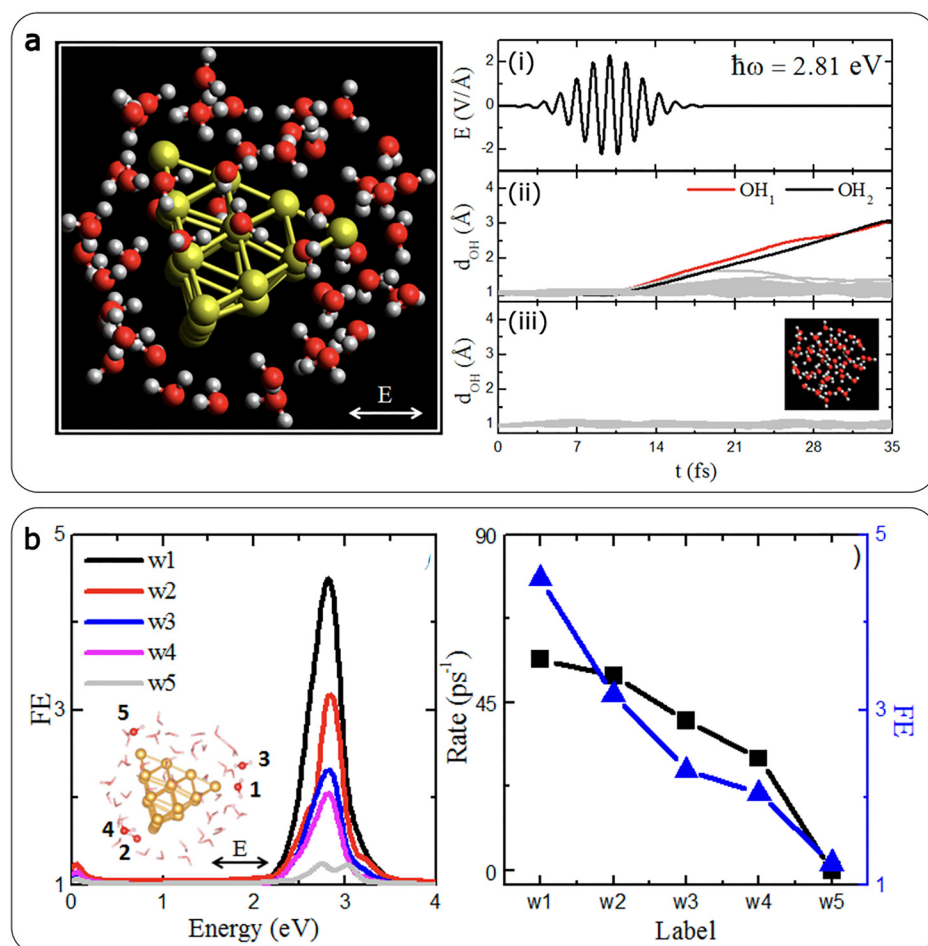 a
E
(i)
ħω = 2.81 eV
E (V/Å)
2
0
-2
(ii)
OH₁
OH₂
d_OH (Å)
4
3
2
1
(iii)
d_OH (Å)
4
3
2
1
0
7
14
21
28
35
t (fs)
b
5
3
1
FE
w1
w2
w3
w4
w5
5
3
1
4
2
E
0
1
2
3
4
Energy (eV)
90
45
0
Rate (ps⁻¹)
)
5
3
1
FE
w1
w2
w3
w4
w5
Label